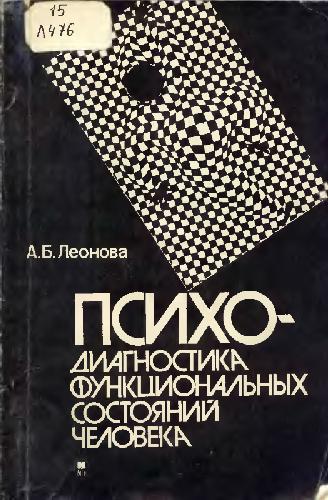 15
Л476
А.Б. Леонова
ПСИХО-
ДИАГНОСТИКА
ФУНКЦИОНАЛЬНЫХ
СОСТОЯНИЙ
ЧЕЛОВЕКА